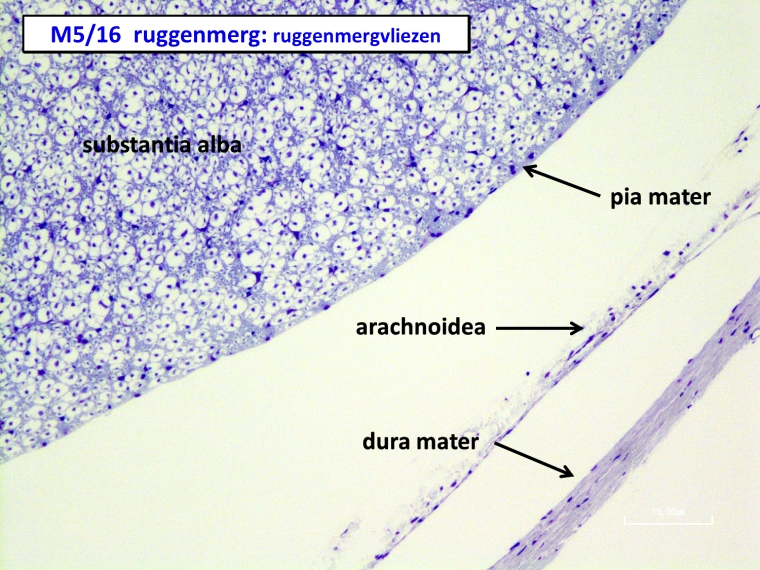 M5/16 ruggenmerg: ruggenmergvliezen
substantia alba
pia mater
arachnoidea
dura mater